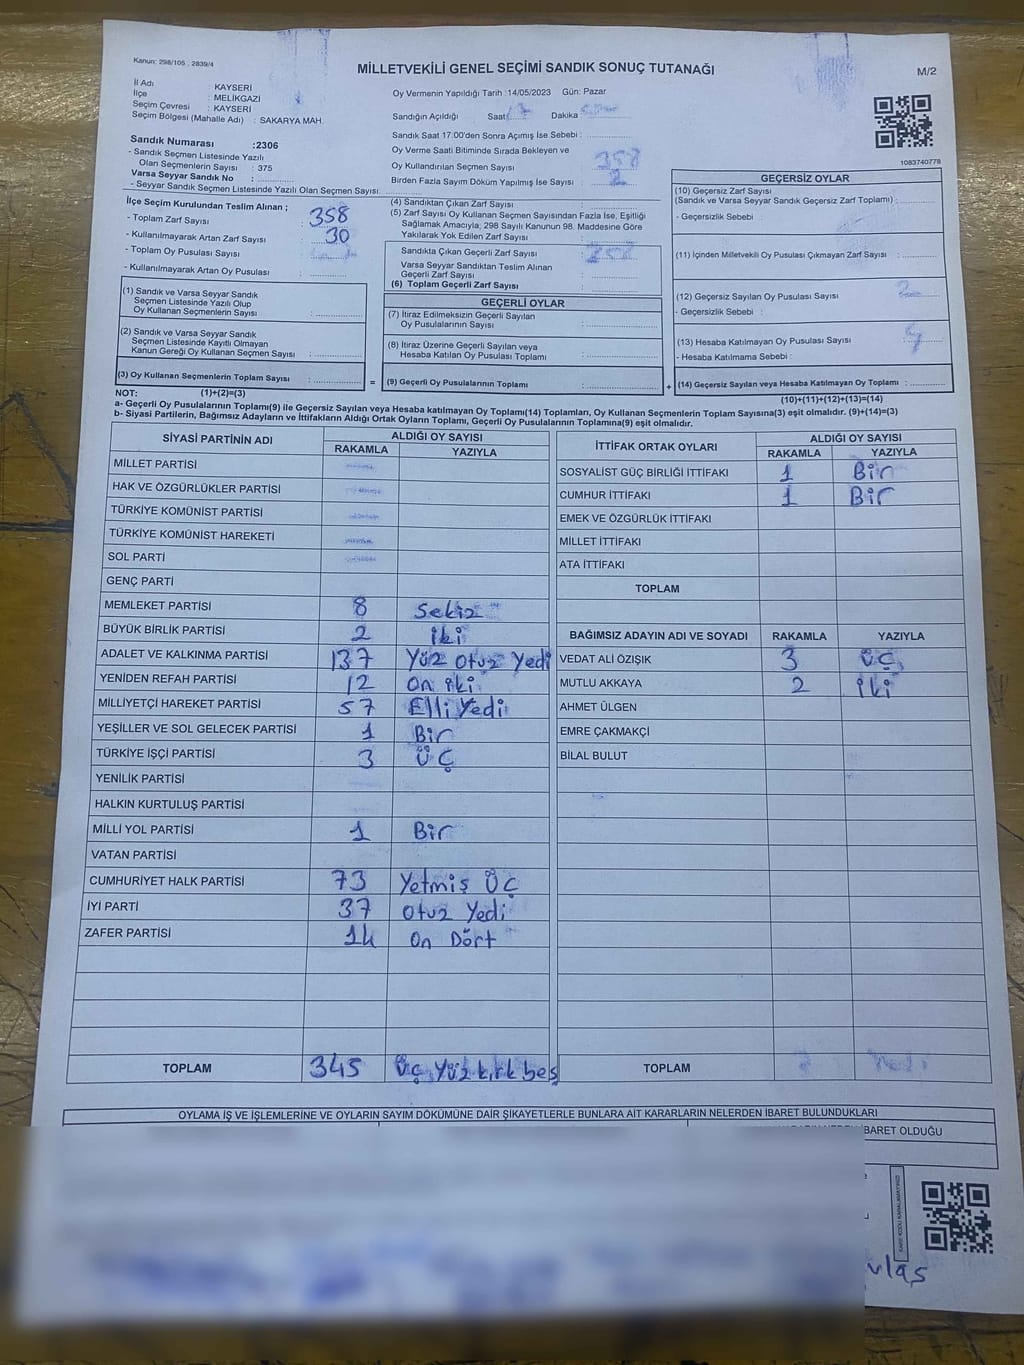 Kanun: 298/105 , 2839/4
MİLLETVEKİLİ GENEL SEÇİMİ SANDIK SONUÇ TUTANAĞI
M/2
İl Adı : KAYSERİ
İlçe : MELİKGAZİ
Seçim Çevresi : KAYSERİ
Seçim Bölgesi (Mahalle Adı) : SAKARYA MAH.
Oy Vermenin Yapıldığı Tarih :14/05/2023 Gün: Pazar
Sandığın Açıldığı Saat Dakika
Sandık Saat 17:00'den Sonra Açımış İse Sebebi :
Oy Verme Saati Bitiminde Sırada Bekleyen ve
Oy Kullandırılan Seçmen Sayısı 358
Birden Fazla Sayım Döküm Yapılmış İse Sayısı : 2
1083740778
Sandık Numarası :2306
- Sandık Seçmen Listesinde Yazılı
Olan Seçmenlerin Sayısı : 375
Varsa Seyyar Sandık No :
- Seyyar Sandık Seçmen Listesinde Yazılı Olan Seçmen Sayısı:
İlçe Seçim Kurulundan Teslim Alınan ;
- Toplam Zarf Sayısı 358
- Kullanılmayarak Artan Zarf Sayısı 30
- Toplam Oy Pusulası Sayısı
- Kullanılmayarak Artan Oy Pusulası
(1) Sandık ve Varsa Seyyar Sandık
Seçmen Listesinde Yazılı Olup
Oy Kullanan Seçmenlerin Sayısı :
(2) Sandık ve Varsa Seyyar Sandık
Seçmen Listesinde Kayıtlı Olmayan
Kanun Gereği Oy Kullanan Seçmen Sayısı :
(3) Oy Kullanan Seçmenlerin Toplam Sayısı :
(4) Sandıktan Çıkan Zarf Sayısı :
(5) Zarf Sayısı Oy Kullanan Seçmen Sayısından Fazla İse, Eşitliği
Sağlamak Amacıyla; 298 Sayılı Kanunun 98. Maddesine Göre
Yakılarak Yok Edilen Zarf Sayısı :
Sandıkta Çıkan Geçerli Zarf Sayısı :
Varsa Seyyar Sandıktan Teslim Alınan
Geçerli Zarf Sayısı :
(6) Toplam Geçerli Zarf Sayısı :
GEÇERLİ OYLAR
(7) İtiraz Edilmeksizin Geçerli Sayılan
Oy Pusulalarının Sayısı :
(8) İtiraz Üzerine Geçerli Sayılan veya
Hesaba Katılan Oy Pusulası Toplamı :
= (9) Geçerli Oy Pusulalarının Toplamı :
GEÇERSİZ OYLAR
(10) Geçersiz Zarf Sayısı
(Sandık ve Varsa Seyyar Sandık Geçersiz Zarf Toplamı) :
- Geçersizlik Sebebi :
(11) İçinden Milletvekili Oy Pusulası Çıkmayan Zarf Sayısı :
(12) Geçersiz Sayılan Oy Pusulası Sayısı : 2
- Geçersizlik Sebebi :
(13) Hesaba Katılmayan Oy Pusulası Sayısı :
- Hesaba Katılmama Sebebi :
+ (14) Geçersiz Sayılan veya Hesaba Katılmayan Oy Toplamı :
NOT: (1)+(2)=(3) (10)+(11)+(12)+(13)=(14)
a- Geçerli Oy Pusulaları Toplamı(9) ile Geçersiz Sayılan veya Hesaba katılmayan Oy Toplamı(14) Toplamları, Oy Kullanan Seçmenlerin Toplam Sayısına(3) eşit olmalıdır. (9)+(14)=(3)
b- Siyasi Partilerin, Bağımsız Adayların ve İttifakların Aldığı Ortak Oyların Toplamı, Geçerli Oy Pusulalarının Toplamına(9) eşit olmalıdır.
SİYASİ PARTİNİN ADI ALDIĞI OY SAYISI
RAKAMLA YAZIYLA
MİLLET PARTİSİ
HAK VE ÖZGÜRLÜKLER PARTİSİ
TÜRKİYE KOMÜNİST PARTİSİ
TÜRKİYE KOMÜNİST HAREKETİ
SOL PARTİ
GENÇ PARTİ
MEMLEKET PARTİSİ 8 Sekiz
BÜYÜK BİRLİK PARTİSİ 2 iki
ADALET VE KALKINMA PARTİSİ 137 Yüz Otuz Yedi
YENİDEN REFAH PARTİSİ 12 On iki
MİLLİYETÇİ HAREKET PARTİSİ 57 Elli Yedi
YEŞİLLER VE SOL GELECEK PARTİSİ 1 Bir
TÜRKİYE İŞÇİ PARTİSİ 3 ÜÇ
YENİLİK PARTİSİ
HALKIN KURTULUŞ PARTİSİ
MİLLİ YOL PARTİSİ 1 Bir
VATAN PARTİSİ
CUMHURİYET HALK PARTİSİ 73 Yetmiş Üç
İYİ PARTİ 37 Otuz Yedi
ZAFER PARTİSİ 14 On Dört
TOPLAM 345 Üç Yüz kırk beş
İTTİFAK ORTAK OYLARI ALDIĞI OY SAYISI
RAKAMLA YAZIYLA
SOSYALİST GÜÇ BİRLİĞİ İTTİFAKI 1 Bir
CUMHUR İTTİFAKI 1 Bir
EMEK VE ÖZGÜRLÜK İTTİFAKI
MİLLET İTTİFAKI
ATA İTTİFAKI
TOPLAM
BAĞIMSIZ ADAYIN ADI VE SOYADI RAKAMLA YAZIYLA
VEDAT ALİ ÖZIŞIK 3 ÜÇ
MUTLU AKKAYA 2 iki
AHMET ÜLGEN
EMRE ÇAKMAKÇİ
BİLAL BULUT
TOPLAM
OYLAMA İŞ VE İŞLEMLERİNE VE OYLARIN SAYIM DÖKÜMÜNE DAİR ŞİKAYETLERLE BUNLARA AİT KARARLARIN NELERDEN İBARET BULUNDUKLARI
BARET OLDUĞU